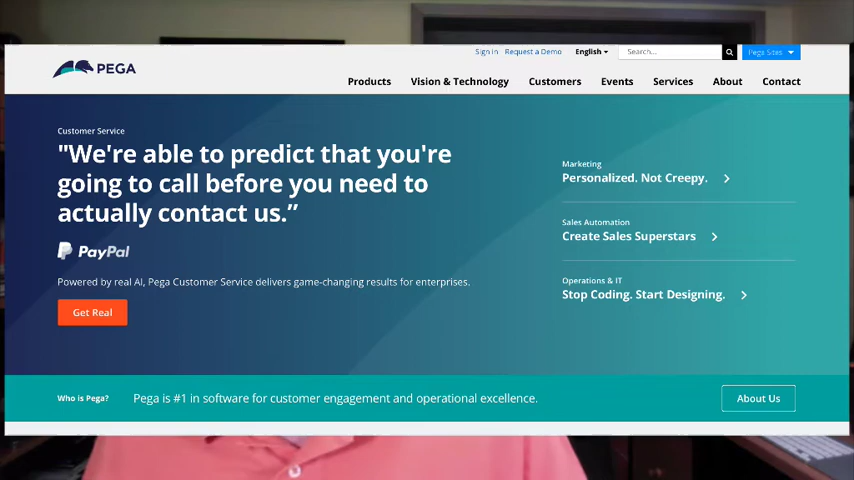 Sign in Request a Demo English Search... Pega Sites
PEGA
Products Vision & Technology Customers Events Services About Contact
Customer Service
"We're able to predict that you're
going to call before you need to
actually contact us.”
PayPal
Powered by real AI, Pega Customer Service delivers game-changing results for enterprises.
Get Real
Marketing
Personalized. Not Creepy.
Sales Automation
Create Sales Superstars
Operations & IT
Stop Coding. Start Designing.
Who is Pega? Pega is #1 in software for customer engagement and operational excellence.
About Us